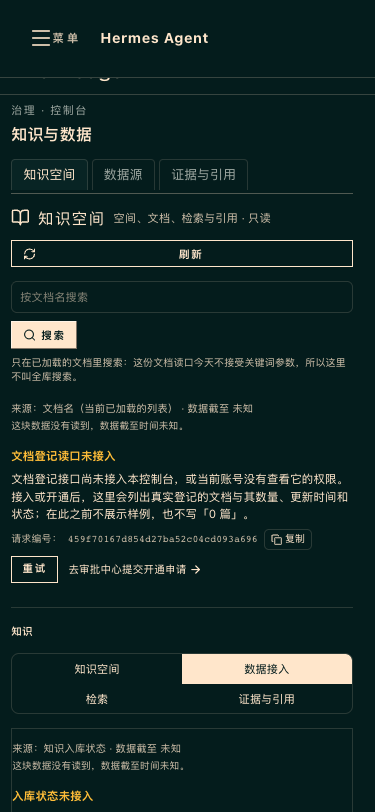 菜单
Hermes Agent
治理 · 控制台
知识与数据
知识空间 数据源 证据与引用
知识空间 空间、文档、检索与引用 · 只读
刷新
按文档名搜索
搜索
只在已加载的文档里搜索：这份文档读口今天不接受关键词参数，所以这里
不叫全库搜索。
来源：文档名（当前已加载的列表） · 数据截至 未知
这块数据没有读到，数据截至时间未知。
文档登记读口未接入
文档登记接口尚未接入本控制台，或当前账号没有查看它的权限。
接入或开通后，这里会列出真实登记的文档与其数量、更新时间和
状态；在此之前不展示样例，也不写「0 篇」。
请求编号： 459f70167d854d27ba52c04cd093a696 复制
重试 去审批中心提交开通申请 →
知识
知识空间 数据接入
检索 证据与引用
来源：知识入库状态 · 数据截至 未知
这块数据没有读到，数据截至时间未知。
入库状态未接入